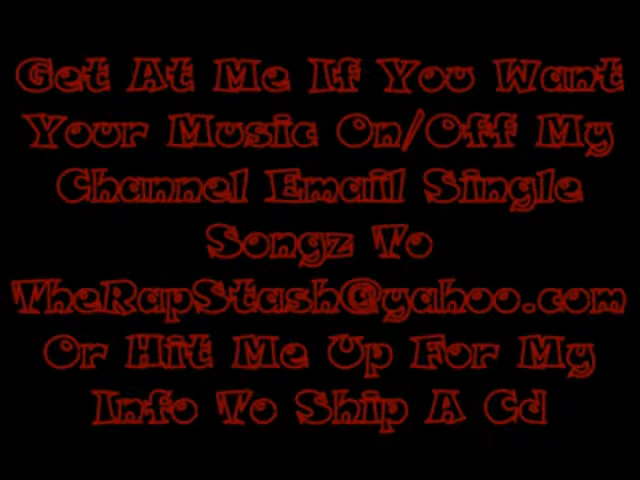 Get At Me If You Want
Your Music On/Off My
Channel Email Single
Songz To
TheRapStash@yahoo.com
Or Hit Me Up For My
Info To Ship A Cd